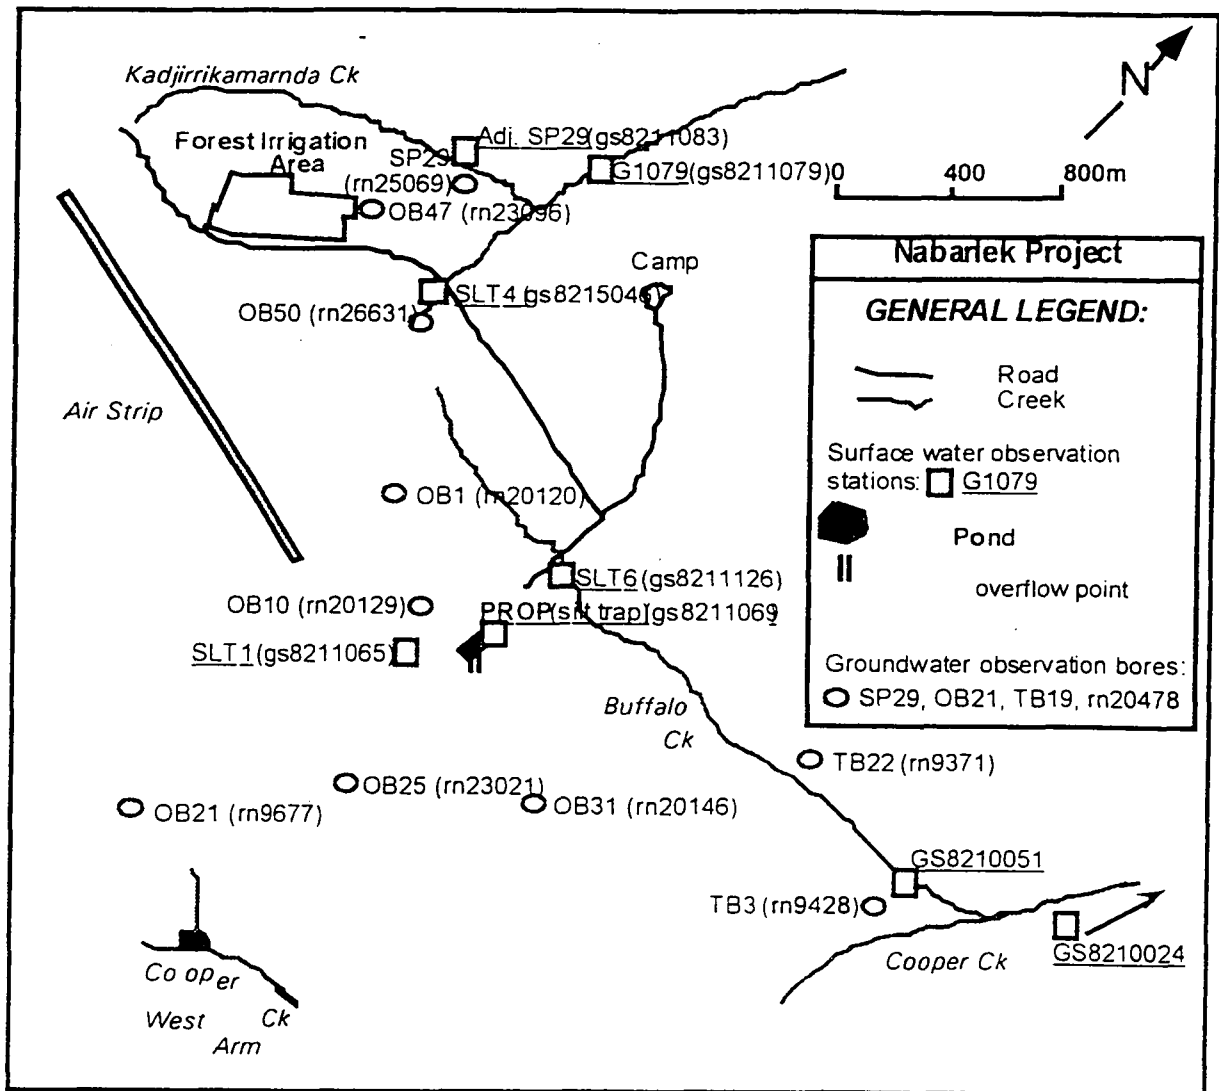 Kadjirrikamarnda Ck
N
Forest Irrigation
Area
Adj. SP29(gs8211083)
SP29
(rn25069)
G1079(gs8211079)
0 400 800m
OB47 (rn23096)
Nabarlek Project
Camp
SLT4(gs8215046)
OB50 (rn26631)
GENERAL LEGEND:
Road
Creek
Air Strip
Surface water observation
stations: G1079
OB1 (rn20120)
Pond
SLT6(gs8211126)
overflow point
OB10 (rn20129)
PROP(silt trap)(gs8211069)
SLT1(gs8211065)
Groundwater observation bores:
SP29, OB21, TB19, rn20478
Buffalo
Ck
TB22 (rn9371)
OB25 (rn23021)
OB21 (rn9677)
OB31 (rn20146)
GS8210051
TB3 (rn9428)
Cooper Ck
GS8210024
Cooper
West Ck
Arm